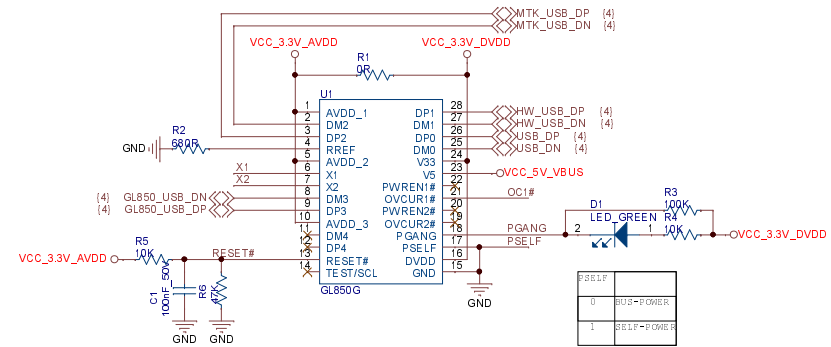 MTK_USB_DP {4}
MTK_USB_DN {4}
VCC_3.3V_AVDD
VCC_3.3V_DVDD
R1
0R
U1
1 AVDD_1 DP1 28 HW_USB_DP {4}
2 DM2 DM1 27 HW_USB_DN {4}
3 DP2 DP0 26 USB_DP {4}
R2
680R
GND
4 RREF DM0 25 USB_DN {4}
5 AVDD_2 V33 24
X1 6 X1 V5 23 VCC_5V_VBUS
X2 7 X2 PWREN1# 22
{4} GL850_USB_DN 8 DM3 OVCUR1# 21 OC1#
{4} GL850_USB_DP 9 DP3 PWREN2# 20
10 AVDD_3 OVCUR2# 19
11 DM4 PGANG 18 PGANG
12 DP4 PSELF 17 PSELF
13 RESET# DVDD 16
14 TEST/SCL GND 15
GL850G
D1
LED_GREEN
2 1
R3
100K
R4
10K
VCC_3.3V_DVDD
R5
10K
RESET#
VCC_3.3V_AVDD
C1
100nF_50V
R6
47K
GND
GND
GND
PSELF
0 BUS-POWER
1 SELF-POWER